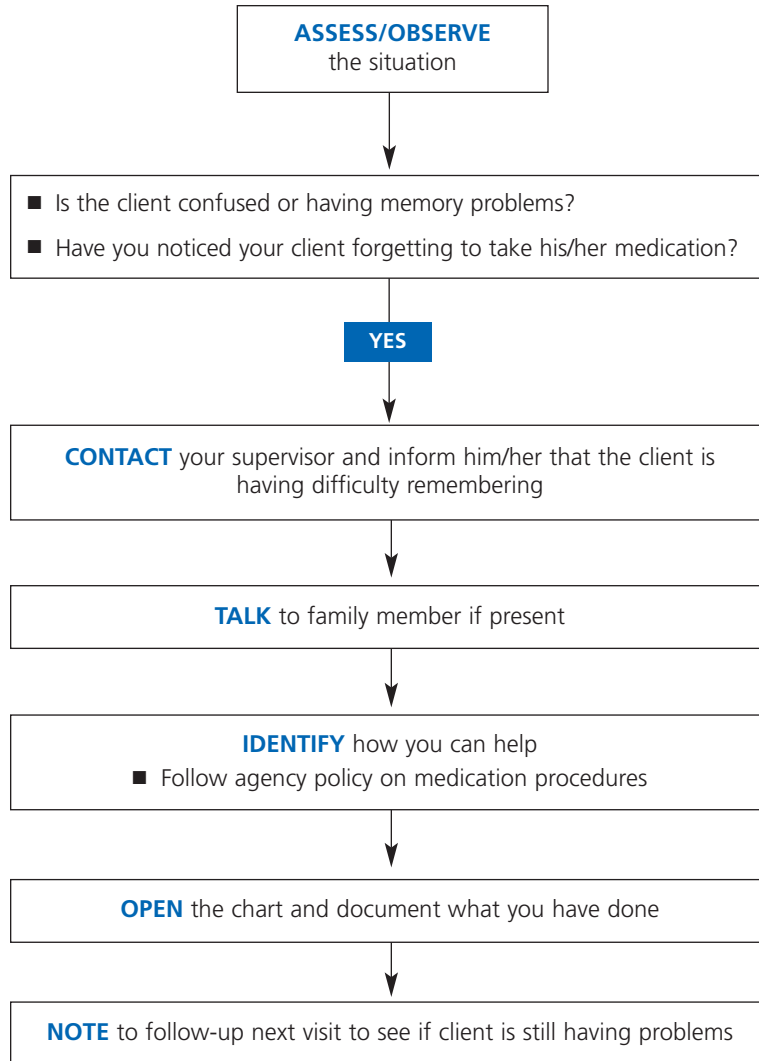 ASSESS/OBSERVE
the situation
■ Is the client confused or having memory problems?
■ Have you noticed your client forgetting to take his/her medication?
YES
CONTACT your supervisor and inform him/her that the client is
having difficulty remembering
TALK to family member if present
IDENTIFY how you can help
■ Follow agency policy on medication procedures
OPEN the chart and document what you have done
NOTE to follow-up next visit to see if client is still having problems